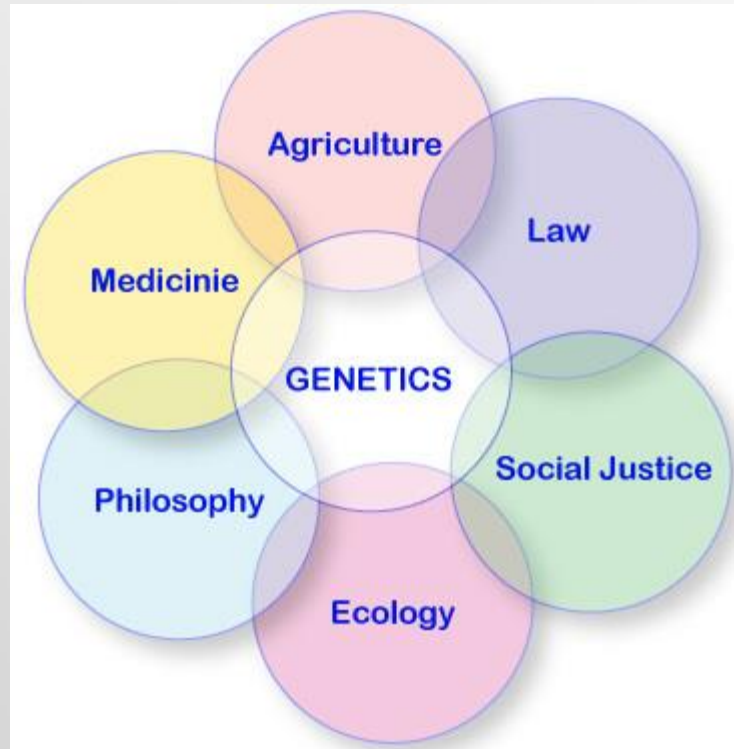 Agriculture
Law
Medicinie
GENETICS
Social Justice
Philosophy
Ecology